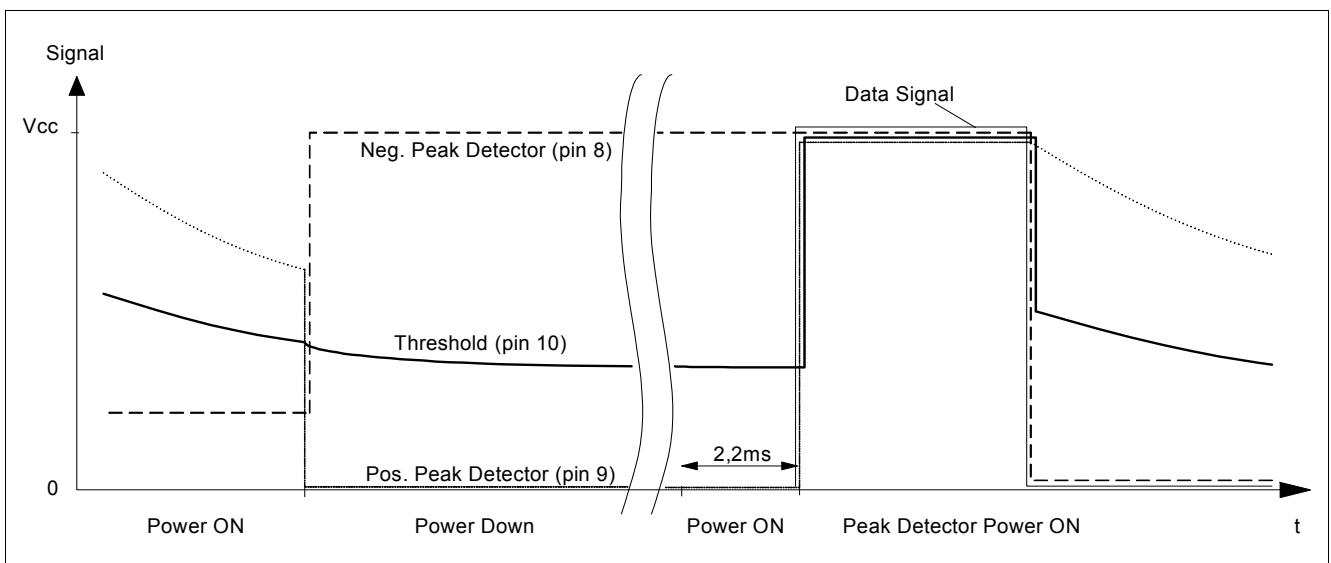 Signal
Data Signal
Vcc
Neg. Peak Detector (pin 8)
Threshold (pin 10)
2,2ms
Pos. Peak Detector (pin 9)
0
Power ON
Power Down
Power ON
Peak Detector Power ON
t